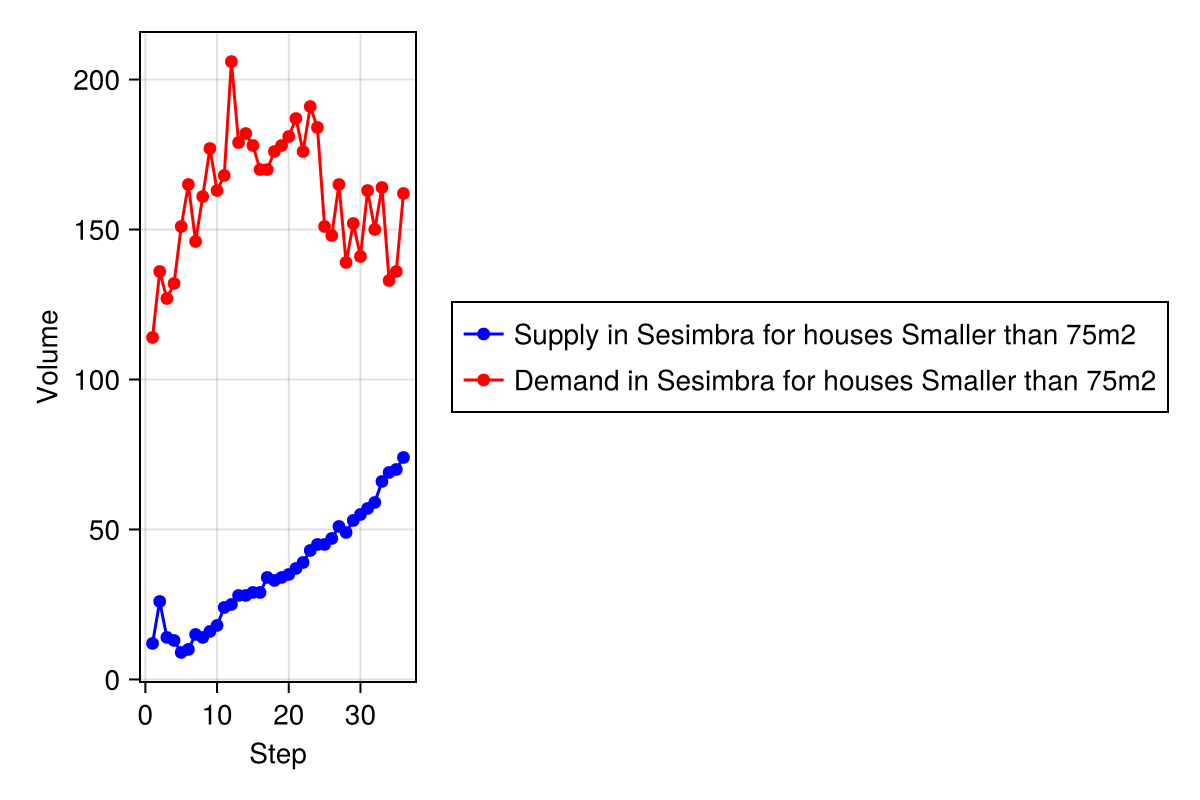 200
150
100
50
0
Volume
0 10 20 30
Step
Supply in Sesimbra for houses Smaller than 75m2
Demand in Sesimbra for houses Smaller than 75m2